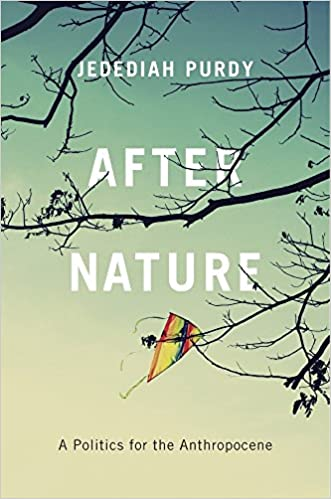 JEDEDIAH PURDY
AFTER
NATURE
A Politics for the Anthropocene